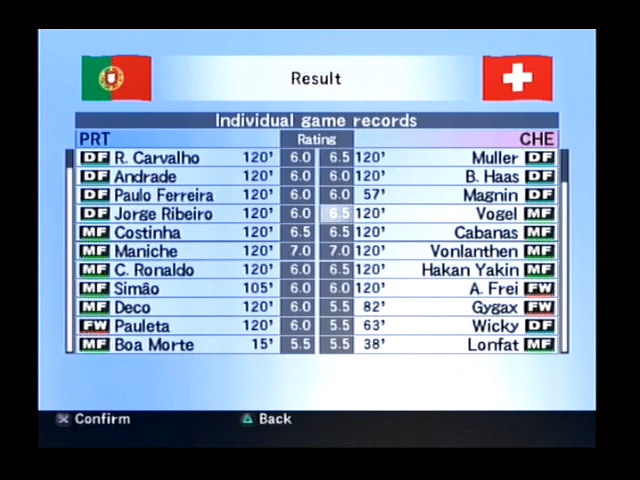 Result
Individual game records
PRT Rating CHE
DF R. Carvalho 120' 6.0 6.5 120' Muller DF
DF Andrade 120' 6.0 6.0 120' B. Haas DF
DF Paulo Ferreira 120' 6.0 6.0 57' Magnin DF
DF Jorge Ribeiro 120' 6.0 6.5 120' Vogel MF
MF Costinha 120' 6.5 6.5 120' Cabanas MF
MF Maniche 120' 7.0 7.0 120' Vonlanthen MF
MF C. Ronaldo 120' 6.0 6.5 120' Hakan Yakin MF
MF Simão 105' 6.0 6.0 120' A. Frei FW
MF Deco 120' 6.0 5.5 82' Gygax FW
FW Pauleta 120' 6.0 5.5 63' Wicky DF
MF Boa Morte 15' 5.5 5.5 38' Lonfat MF
Confirm Back